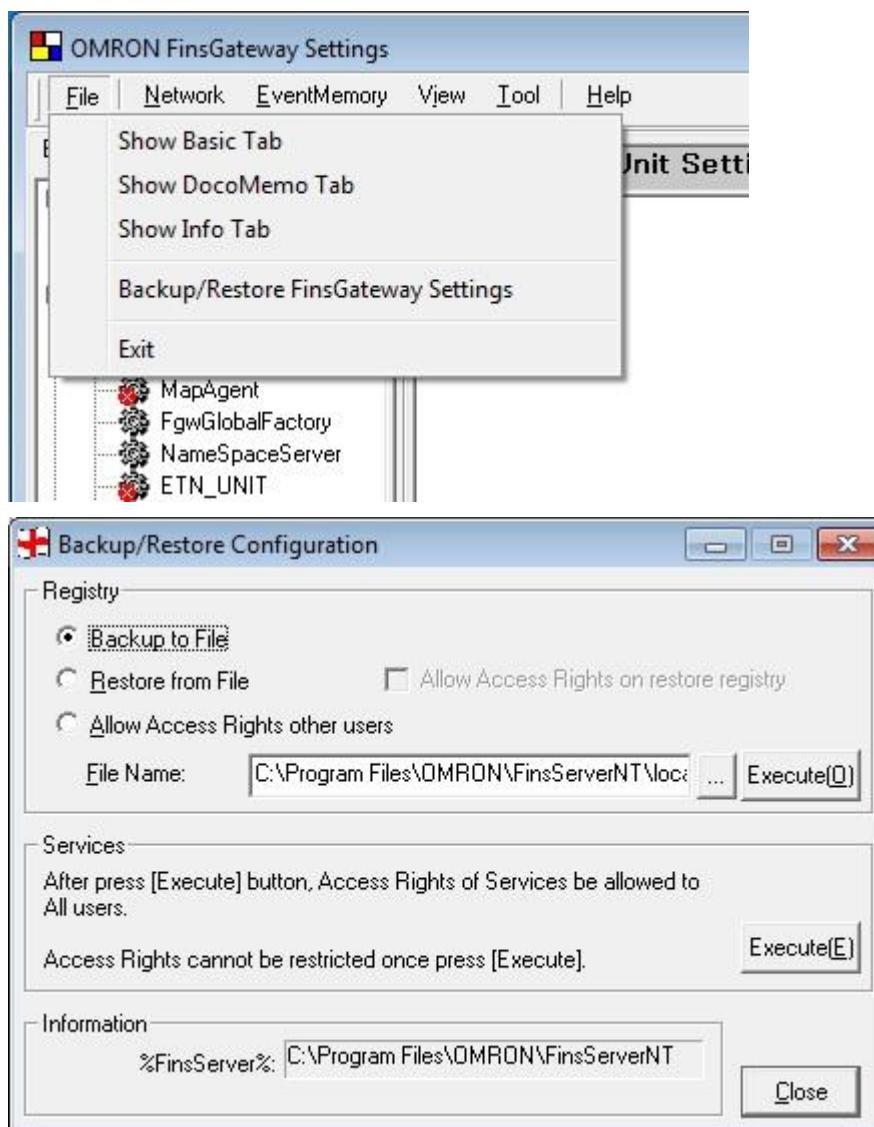 OMRON FinsGateway Settings
File Network EventMemory View Tool Help
Show Basic Tab
Unit Setti
Show DocoMemo Tab
Show Info Tab
Backup/Restore FinsGateway Settings
Exit
MapAgent
FgwGlobalFactory
NameSpaceServer
ETN_UNIT
Backup/Restore Configuration
Registry
Backup to File
Restore from File Allow Access Rights on restore registry
Allow Access Rights other users
File Name: C:\Program Files\OMRON\FinsServerNT\loca ... Execute(O)
Services
After press [Execute] button, Access Rights of Services be allowed to
All users.
Execute(E)
Access Rights cannot be restricted once press [Execute].
Information
%FinsServer%: C:\Program Files\OMRON\FinsServerNT
Close